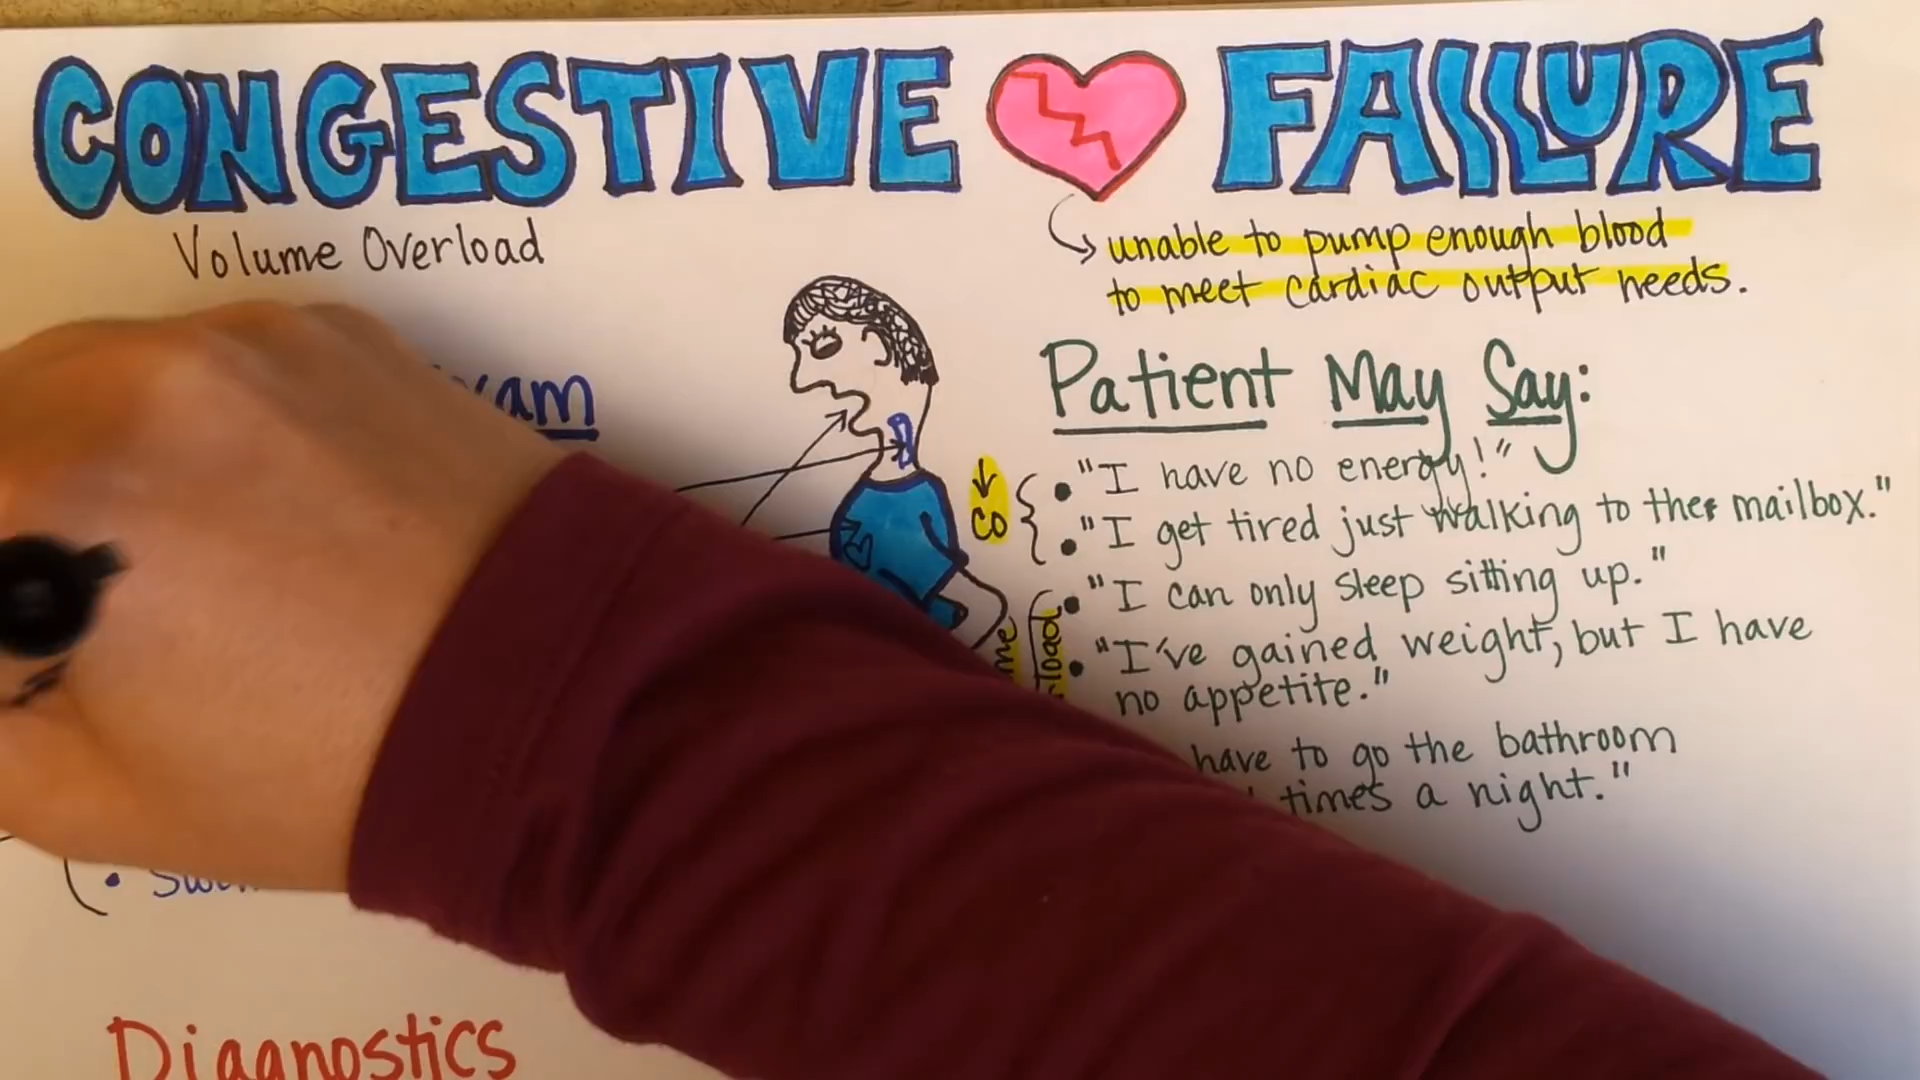 CONGESTIVE FAILURE
Volume Overload
unable to pump enough blood
to meet cardiac output needs.
Patient May Say:
↓
CO
• "I have no energy!"
• "I get tired just walking to the mailbox."
• "I can only sleep sitting up."
• "I've gained weight, but I have
no appetite."
have to go the bathroom
times a night."
Diagnostics